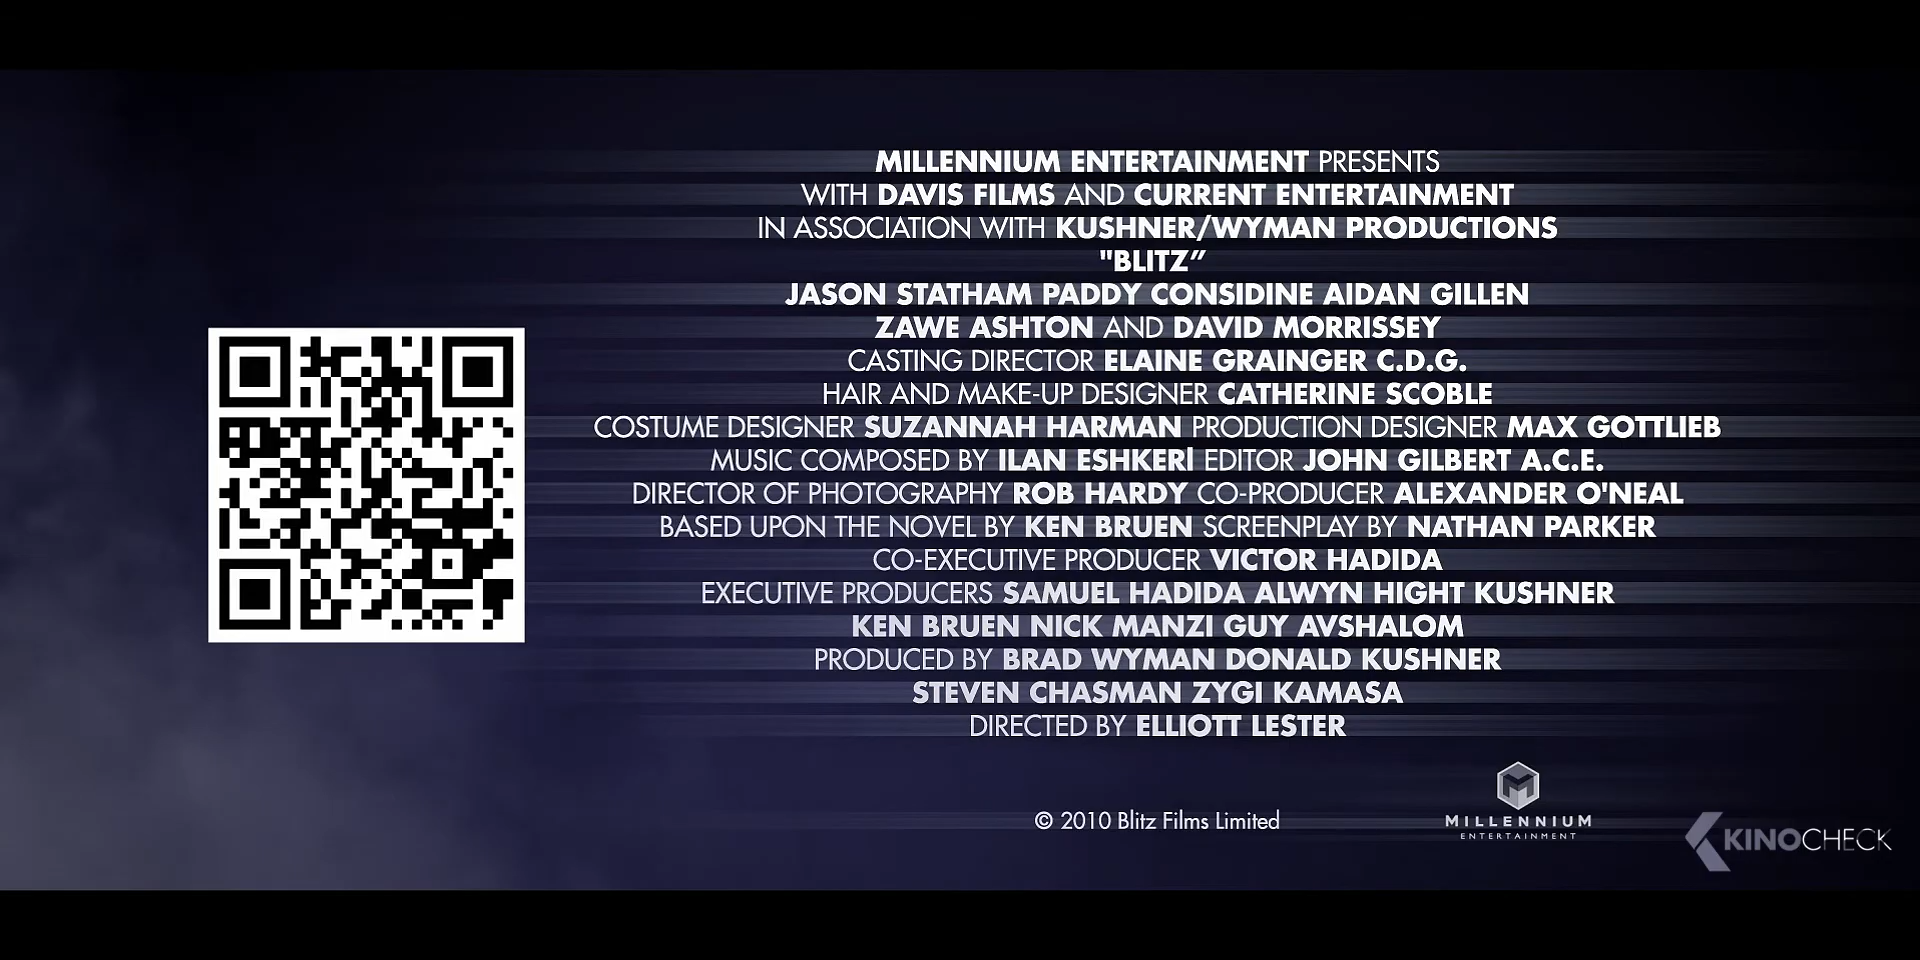 MILLENNIUM ENTERTAINMENT PRESENTS
WITH DAVIS FILMS AND CURRENT ENTERTAINMENT
IN ASSOCIATION WITH KUSHNER/WYMAN PRODUCTIONS
"BLITZ”
JASON STATHAM PADDY CONSIDINE AIDAN GILLEN
ZAWE ASHTON AND DAVID MORRISSEY
CASTING DIRECTOR ELAINE GRAINGER C.D.G.
HAIR AND MAKE-UP DESIGNER CATHERINE SCOBLE
COSTUME DESIGNER SUZANNAH HARMAN PRODUCTION DESIGNER MAX GOTTLIEB
MUSIC COMPOSED BY ILAN ESHKERI EDITOR JOHN GILBERT A.C.E.
DIRECTOR OF PHOTOGRAPHY ROB HARDY CO-PRODUCER ALEXANDER O'NEAL
BASED UPON THE NOVEL BY KEN BRUEN SCREENPLAY BY NATHAN PARKER
CO-EXECUTIVE PRODUCER VICTOR HADIDA
EXECUTIVE PRODUCERS SAMUEL HADIDA ALWYN HIGHT KUSHNER
KEN BRUEN NICK MANZI GUY AVSHALOM
PRODUCED BY BRAD WYMAN DONALD KUSHNER
STEVEN CHASMAN ZYGI KAMASA
DIRECTED BY ELLIOTT LESTER
© 2010 Blitz Films Limited
MILLENNIUM
ENTERTAINMENT
KINOCHECK